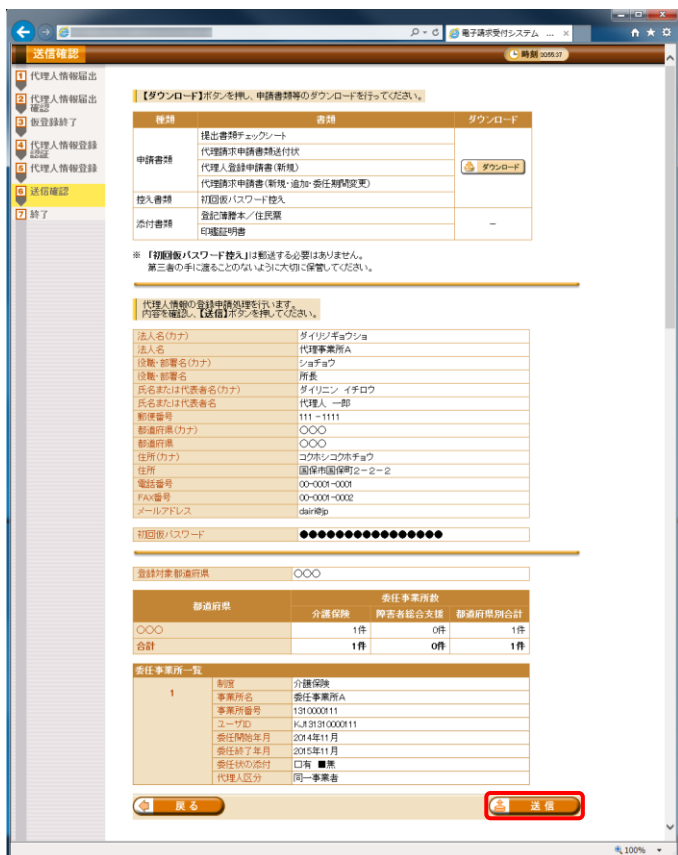 電子請求受付システム ... ×
送信確認
時刻 00:55:37
1 代理人情報届出
2 代理人情報届出確認
3 仮登録終了
4 代理人情報登録認証
5 代理人情報登録
6 送信確認
7 終了
【ダウンロード】ボタンを押し、申請書類等のダウンロードを行ってください。
種類 書類 ダウンロード
申請書類
提出書類チェックシート
代理請求申請書類送付状
代理人登録申請書(新規)
代理請求申請書(新規・追加・委任期間変更)
ダウンロード
控え書類 初回仮パスワード控え
添付書類
登記簿謄本／住民票
印鑑証明書
－
※ 「初回仮パスワード控え」は郵送する必要はありません。
第三者の手に渡ることのないように大切に保管してください。
代理人情報の登録申請処理を行います。
内容を確認し、【送信】ボタンを押してください。
法人名(カナ) ダイリジギョウショ
法人名 代理事業所A
役職・部署名(カナ) ショチョウ
役職・部署名 所長
氏名または代表者名(カナ) ダイリニン イチロウ
氏名または代表者名 代理人 一郎
郵便番号 111－1111
都道府県(カナ) ○○○
都道府県 ○○○
住所(カナ) コクホシコクホチョウ
住所 国保市国保町２－２－２
電話番号 00-0001-0001
FAX番号 00-0001-0002
メールアドレス dairi@jp
初回仮パスワード ●●●●●●●●●●●●●●●●
登録対象都道府県 ○○○
都道府県 委任事業所数
介護保険 障害者総合支援 都道府県別合計
○○○ 1件 0件 1件
合計 1件 0件 1件
委任事業所一覧
1
制度 介護保険
事業所名 委任事業所A
事業所番号 1310000111
ユーザID KJ131310000111
委任開始年月 2014年11月
委任終了年月 2015年11月
委任状の添付 □有 ■無
代理人区分 同一事業者
戻る 送信
100%